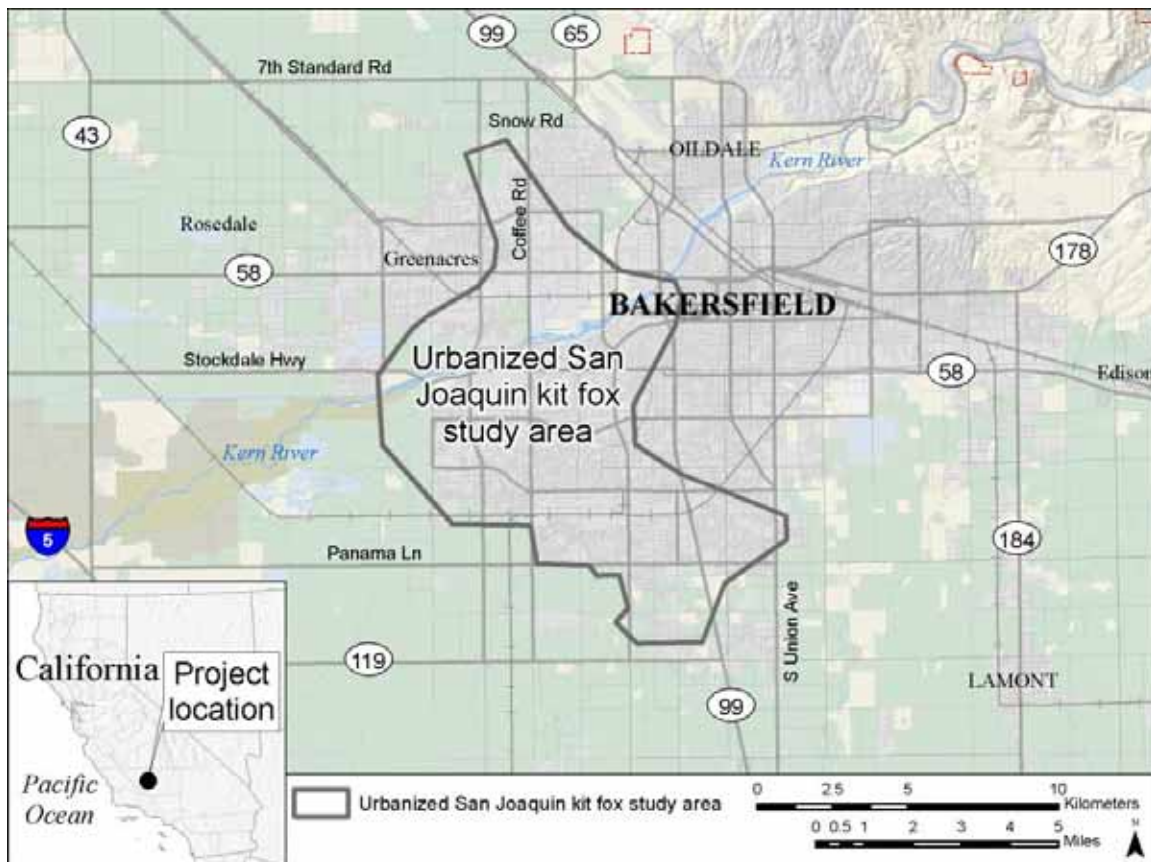 99
65
7th Standard Rd
43
Snow Rd
OILDALE
Kern River
Rosedale
Coffee Rd
178
58
Greenacres
BAKERSFIELD
Urbanized San
Joaquin kit fox
study area
Stockdale Hwy
58
Edison
Kern River
5
Panama Ln
184
S Union Ave
119
LAMONT
99
California
Project
location
Pacific
Ocean
Urbanized San Joaquin kit fox study area
0 2.5 5 10
Kilometers
0 0.5 1 2 3 4 5
Miles
N